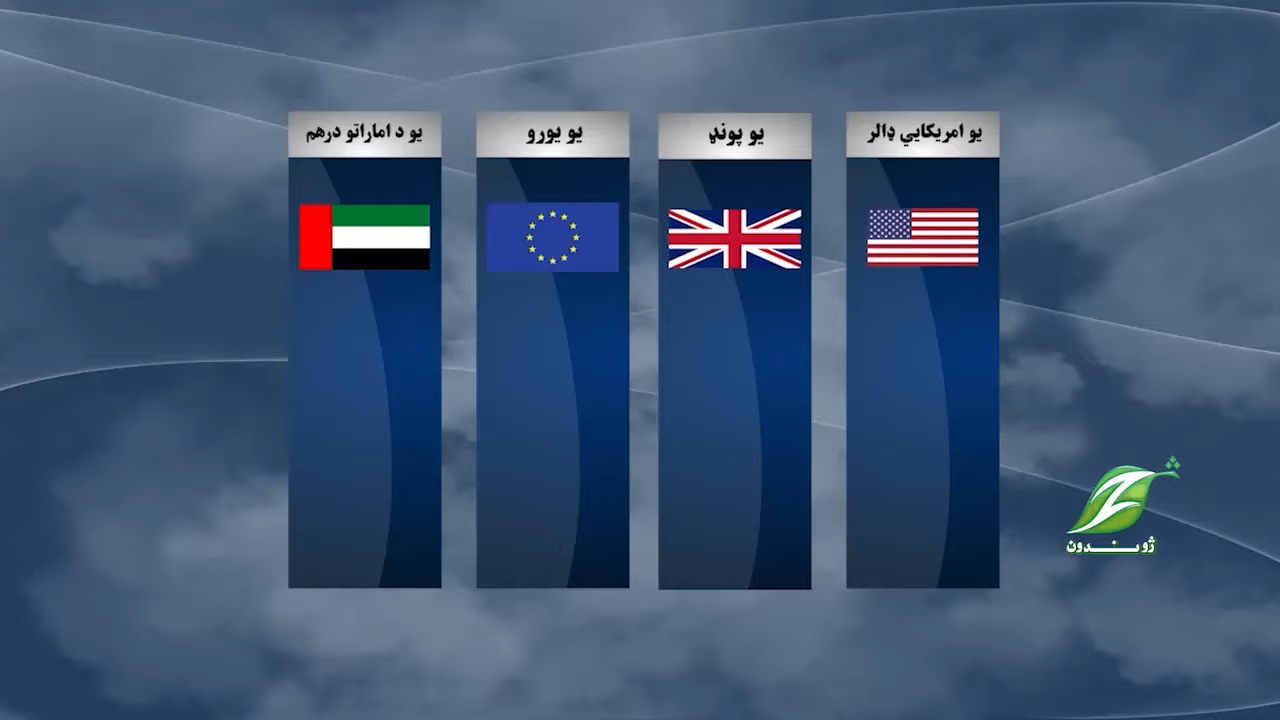 یو امریکایي ډالر
یو پونډ
یو یورو
یو د اماراتو درهم
ژوندون